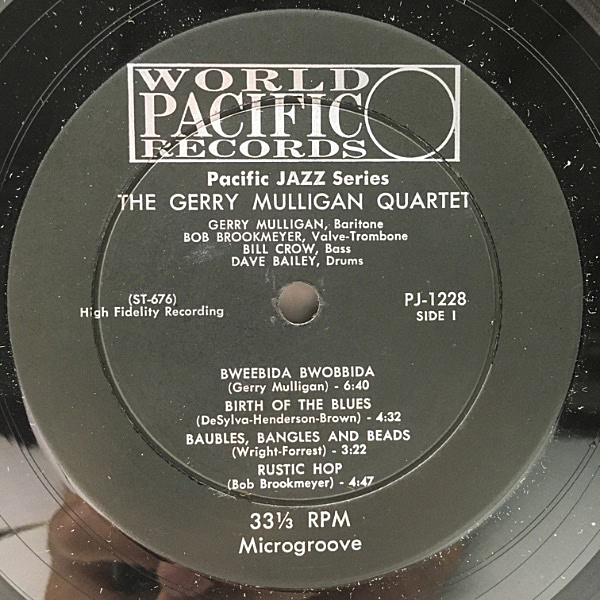 WORLD
PACIFIC
RECORDS
Pacific JAZZ Series
THE GERRY MULLIGAN QUARTET
GERRY MULLIGAN, Baritone
BOB BROOKMEYER, Valve-Trombone
BILL CROW, Bass
DAVE BAILEY, Drums
(ST-676)
High Fidelity Recording
PJ-1228
SIDE I
BWEEBIDA BWOBBIDA
(Gerry Mulligan) - 6:40
BIRTH OF THE BLUES
(DeSylva-Henderson-Brown) - 4:32
BAUBLES, BANGLES AND BEADS
(Wright-Forrest) - 3:22
RUSTIC HOP
(Bob Brookmeyer) - 4:47
33⅓ RPM
Microgroove